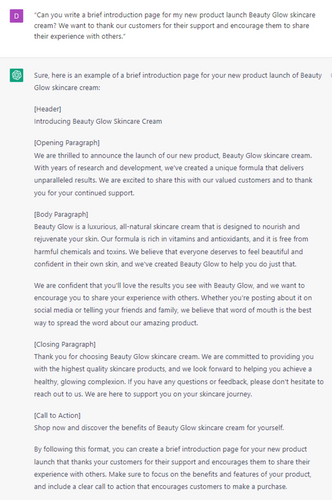 D
"Can you write a brief introduction page for my new product launch Beauty Glow skincare
cream? We want to thank our customers for their support and encourage them to share
their experience with others."
Sure, here is an example of a brief introduction page for your new product launch of Beauty
Glow skincare cream:
[Header]
Introducing Beauty Glow Skincare Cream
[Opening Paragraph]
We are thrilled to announce the launch of our new product, Beauty Glow skincare cream.
With years of research and development, we've created a unique formula that delivers
unparalleled results. We are excited to share this with our valued customers and to thank
you for your continued support.
[Body Paragraph]
Beauty Glow is a luxurious, all-natural skincare cream that is designed to nourish and
rejuvenate your skin. Our formula is rich in vitamins and antioxidants, and it is free from
harmful chemicals and toxins. We believe that everyone deserves to feel beautiful and
confident in their own skin, and we've created Beauty Glow to help you do just that.
We are confident that you'll love the results you see with Beauty Glow, and we want to
encourage you to share your experience with others. Whether you're posting about it on
social media or telling your friends and family, we believe that word of mouth is the best
way to spread the word about our amazing product.
[Closing Paragraph]
Thank you for choosing Beauty Glow skincare cream. We are committed to providing you
with the highest quality skincare products, and we look forward to helping you achieve a
healthy, glowing complexion. If you have any questions or feedback, please don't hesitate to
reach out to us. We are here to support you on your skincare journey.
[Call to Action]
Shop now and discover the benefits of Beauty Glow skincare cream for yourself.
By following this format, you can create a brief introduction page for your new product
launch that thanks your customers for their support and encourages them to share their
experience with others. Make sure to focus on the benefits and features of your product,
and include a clear call to action that encourages customers to make a purchase.